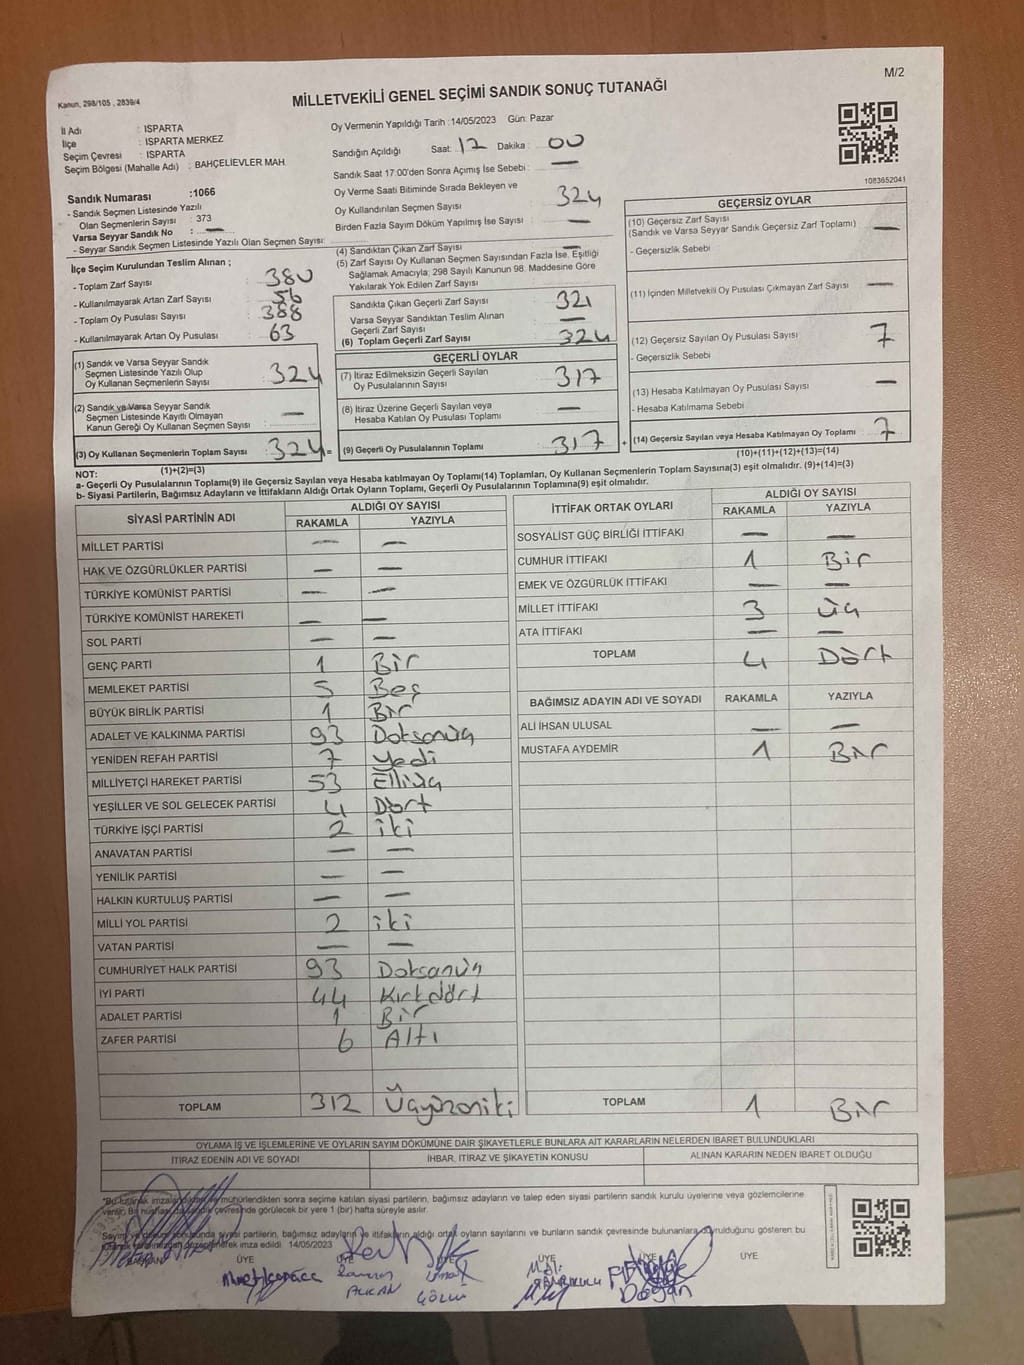 M/2
Kanun, 298/105 , 2839/4
MİLLETVEKİLİ GENEL SEÇİMİ SANDIK SONUÇ TUTANAĞI
İl Adı : ISPARTA
İlçe : ISPARTA MERKEZ
Seçim Çevresi : ISPARTA
Seçim Bölgesi (Mahalle Adı) : BAHÇELİEVLER MAH
Sandık Numarası :1066
- Sandık Seçmen Listesinde Yazılı
Olan Seçmenlerin Sayısı : 373
Varsa Seyyar Sandık No : —
- Seyyar Sandık Seçmen Listesinde Yazılı Olan Seçmen Sayısı:
İlçe Seçim Kurulundan Teslim Alınan ;
- Toplam Zarf Sayısı 380
- Kullanılmayarak Artan Zarf Sayısı 56
- Toplam Oy Pusulası Sayısı 388
- Kullanılmayarak Artan Oy Pusulası 63
(1) Sandık ve Varsa Seyyar Sandık
Seçmen Listesinde Yazılı Olup
Oy Kullanan Seçmenlerin Sayısı 324
(2) Sandık ve Varsa Seyyar Sandık
Seçmen Listesinde Kayıtlı Olmayan
Kanun Gereği Oy Kullanan Seçmen Sayısı : —
(3) Oy Kullanan Seçmenlerin Toplam Sayısı 324 =
(1)+(2)=(3)
Oy Vermenin Yapıldığı Tarih :14/05/2023 Gün: Pazar
Sandığın Açıldığı Saat: 17 Dakika : 00
Sandık Saat 17:00'den Sonra Açımış İse Sebebi : —
Oy Verme Saati Bitiminde Sırada Bekleyen ve
Oy Kullandırılan Seçmen Sayısı 324
Birden Fazla Sayım Döküm Yapılmış İse Sayısı : —
(4) Sandıktan Çıkan Zarf Sayısı —
(5) Zarf Sayısı Oy Kullanan Seçmen Sayısından Fazla İse, Eşitliği
Sağlamak Amacıyla; 298 Sayılı Kanunun 98. Maddesine Göre
Yakılarak Yok Edilen Zarf Sayısı
Sandıkta Çıkan Geçerli Zarf Sayısı 321
Varsa Seyyar Sandıktan Teslim Alınan
Geçerli Zarf Sayısı —
(6) Toplam Geçerli Zarf Sayısı 324
GEÇERLİ OYLAR
(7) İtiraz Edilmeksizin Geçerli Sayılan
Oy Pusulalarının Sayısı 317
(8) İtiraz Üzerine Geçerli Sayılan veya
Hesaba Katılan Oy Pusulası Toplamı —
(9) Geçerli Oy Pusulalarının Toplamı 317 +
1083652041
GEÇERSİZ OYLAR
(10) Geçersiz Zarf Sayısı
(Sandık ve Varsa Seyyar Sandık Geçersiz Zarf Toplamı) —
- Geçersizlik Sebebi
(11) İçinden Milletvekili Oy Pusulası Çıkmayan Zarf Sayısı —
(12) Geçersiz Sayılan Oy Pusulası Sayısı 7
- Geçersizlik Sebebi
(13) Hesaba Katılmayan Oy Pusulası Sayısı —
- Hesaba Katılmama Sebebi
(14) Geçersiz Sayılan veya Hesaba Katılmayan Oy Toplamı 7
(10)+(11)+(12)+(13)=(14)
NOT:
a- Geçerli Oy Pusulalarının Toplamı(9) ile Geçersiz Sayılan veya Hesaba Katılmayan Oy Toplamı(14) Toplamları, Oy Kullanan Seçmenlerin Toplam Sayısına(3) eşit olmalıdır. (9)+(14)=(3)
b- Siyasi Partilerin, Bağımsız Adayların ve İttifakların Aldığı Ortak Oyların Toplamı, Geçerli Oy Pusulalarının Toplamına(9) eşit olmalıdır.
SİYASİ PARTİNİN ADI ALDIĞI OY SAYISI
RAKAMLA YAZIYLA
MİLLET PARTİSİ — —
HAK VE ÖZGÜRLÜKLER PARTİSİ — —
TÜRKİYE KOMÜNİST PARTİSİ — —
TÜRKİYE KOMÜNİST HAREKETİ — —
SOL PARTİ — —
GENÇ PARTİ 1 Bir
MEMLEKET PARTİSİ 5 Beş
BÜYÜK BİRLİK PARTİSİ 1 Bir
ADALET VE KALKINMA PARTİSİ 93 Doksanüç
YENİDEN REFAH PARTİSİ 7 Yedi
MİLLİYETÇİ HAREKET PARTİSİ 53 Elliüç
YEŞİLLER VE SOL GELECEK PARTİSİ 4 Dört
TÜRKİYE İŞÇİ PARTİSİ 2 iki
ANAVATAN PARTİSİ — —
YENİLİK PARTİSİ — —
HALKIN KURTULUŞ PARTİSİ — —
MİLLİ YOL PARTİSİ 2 iki
VATAN PARTİSİ — —
CUMHURİYET HALK PARTİSİ 93 Doksanüç
İYİ PARTİ 44 Kırkdört
ADALET PARTİSİ 1 Bir
ZAFER PARTİSİ 6 Altı
TOPLAM 312 Üçyüzoniki
İTTİFAK ORTAK OYLARI ALDIĞI OY SAYISI
RAKAMLA YAZIYLA
SOSYALİST GÜÇ BİRLİĞİ İTTİFAKI — —
CUMHUR İTTİFAKI 1 Bir
EMEK VE ÖZGÜRLÜK İTTİFAKI — —
MİLLET İTTİFAKI 3 üç
ATA İTTİFAKI — —
TOPLAM 4 Dört
BAĞIMSIZ ADAYIN ADI VE SOYADI RAKAMLA YAZIYLA
ALİ İHSAN ULUSAL — —
MUSTAFA AYDEMİR 1 Bir
TOPLAM 1 Bir
OYLAMA İŞ VE İŞLEMLERİNE VE OYLARIN SAYIM DÖKÜMÜNE DAİR ŞİKAYETLERLE BUNLARA AİT KARARLARIN NELERDEN İBARET BULUNDUKLARI
İTİRAZ EDENİN ADI VE SOYADI İHBAR, İTİRAZ VE ŞİKAYETİN KONUSU ALINAN KARARIN NEDEN İBARET OLDUĞU
*Bu tutanak mühürlendikten sonra seçime katılan siyasi partilerin, bağımsız adayların ve talep eden siyasi partilerin sandık kurulu üyelerine veya gözlemcilerine
verilir. Bir sandık çevresinde görülecek bir yere 1 (bir) hafta süreyle asılır.
Sayım ve sonunda siyasi partilerin, bağımsız adayların ve ittifakların aldığı ortak oyların sayılarını ve bunların sandık çevresinde bulunanlara duyurulduğunu gösteren bu
imza edildi. 14/05/2023
ÜYE ÜYE ÜYE ÜYE
ALKAN GÖLLÜ Doğan